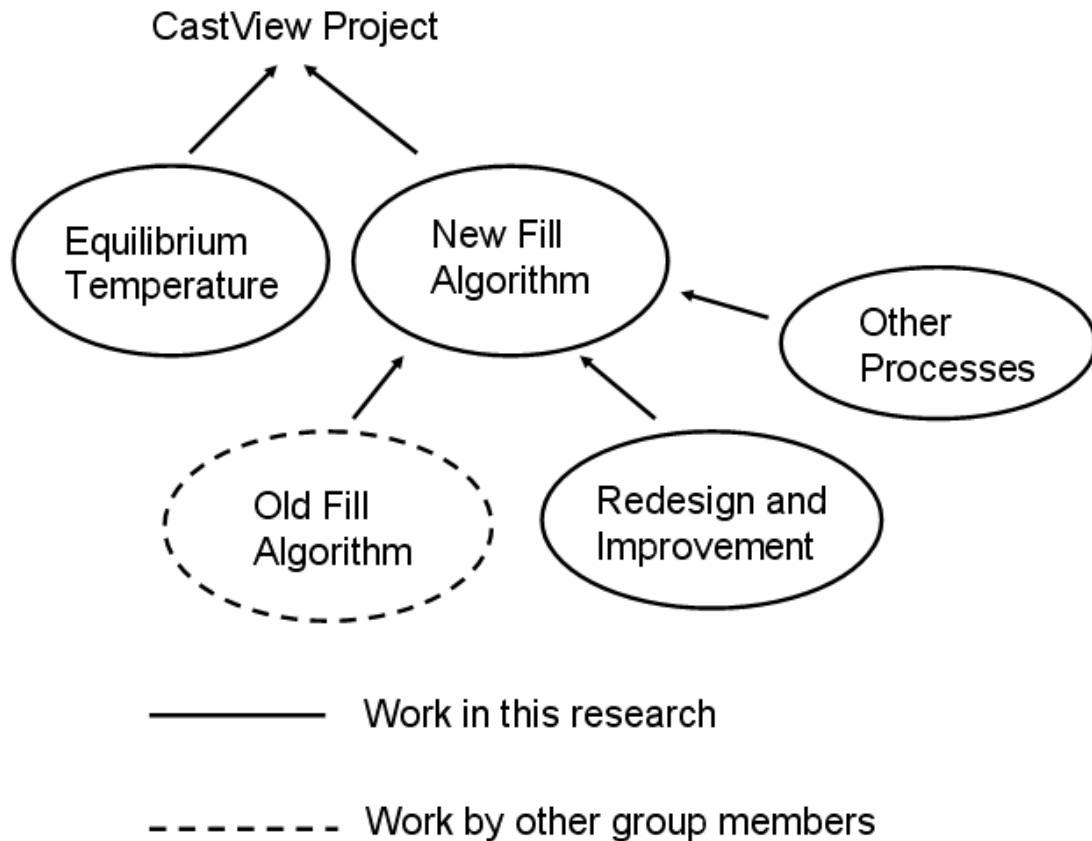 CastView Project
Equilibrium
Temperature
New Fill
Algorithm
Other
Processes
Old Fill
Algorithm
Redesign and
Improvement
Work in this research
Work by other group members